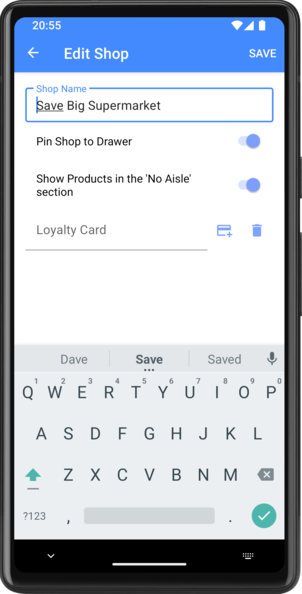 20:55
Edit Shop
SAVE
Shop Name
Save Big Supermarket
Pin Shop to Drawer
Show Products in the 'No Aisle'
section
Loyalty Card
Dave Save Saved
1 2 3 4 5 6 7 8 9 0
Q W E R T Y U I O P
A S D F G H J K L
Z X C V B N M
?123 , .